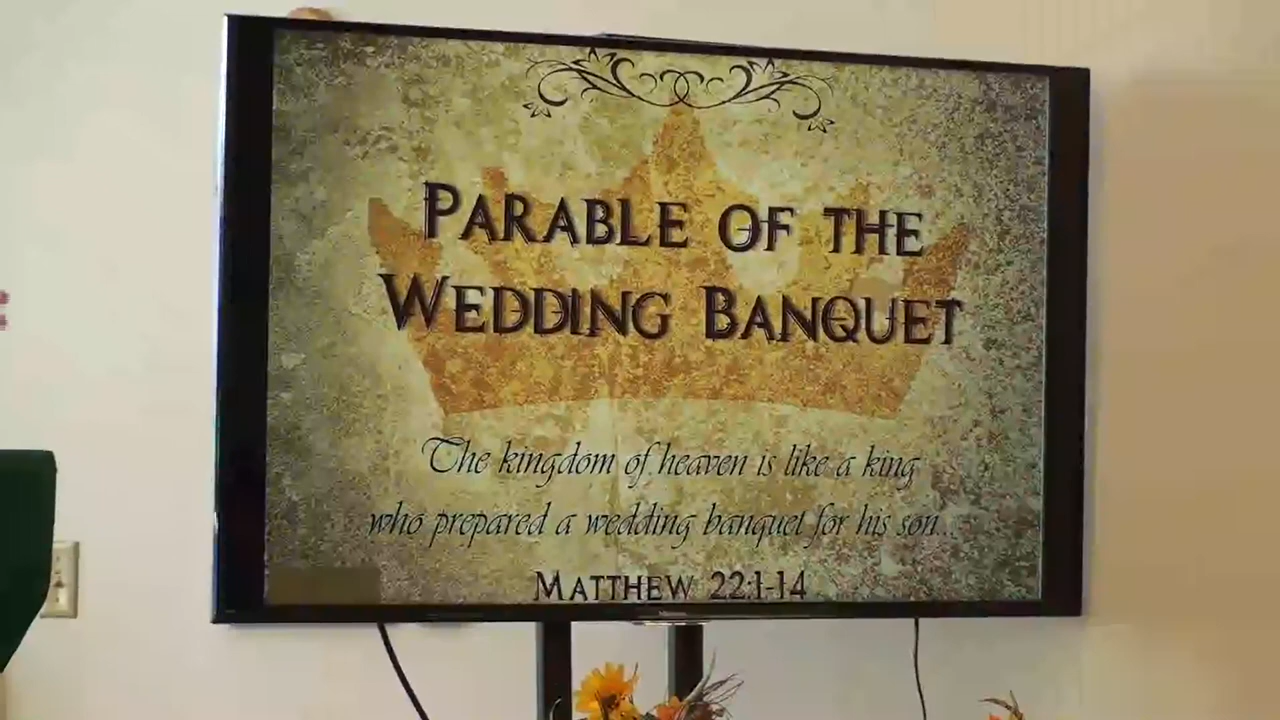 PARABLE OF THE
WEDDING BANQUET
The kingdom of heaven is like a king
who prepared a wedding banquet for his son...
MATTHEW 22:1-14